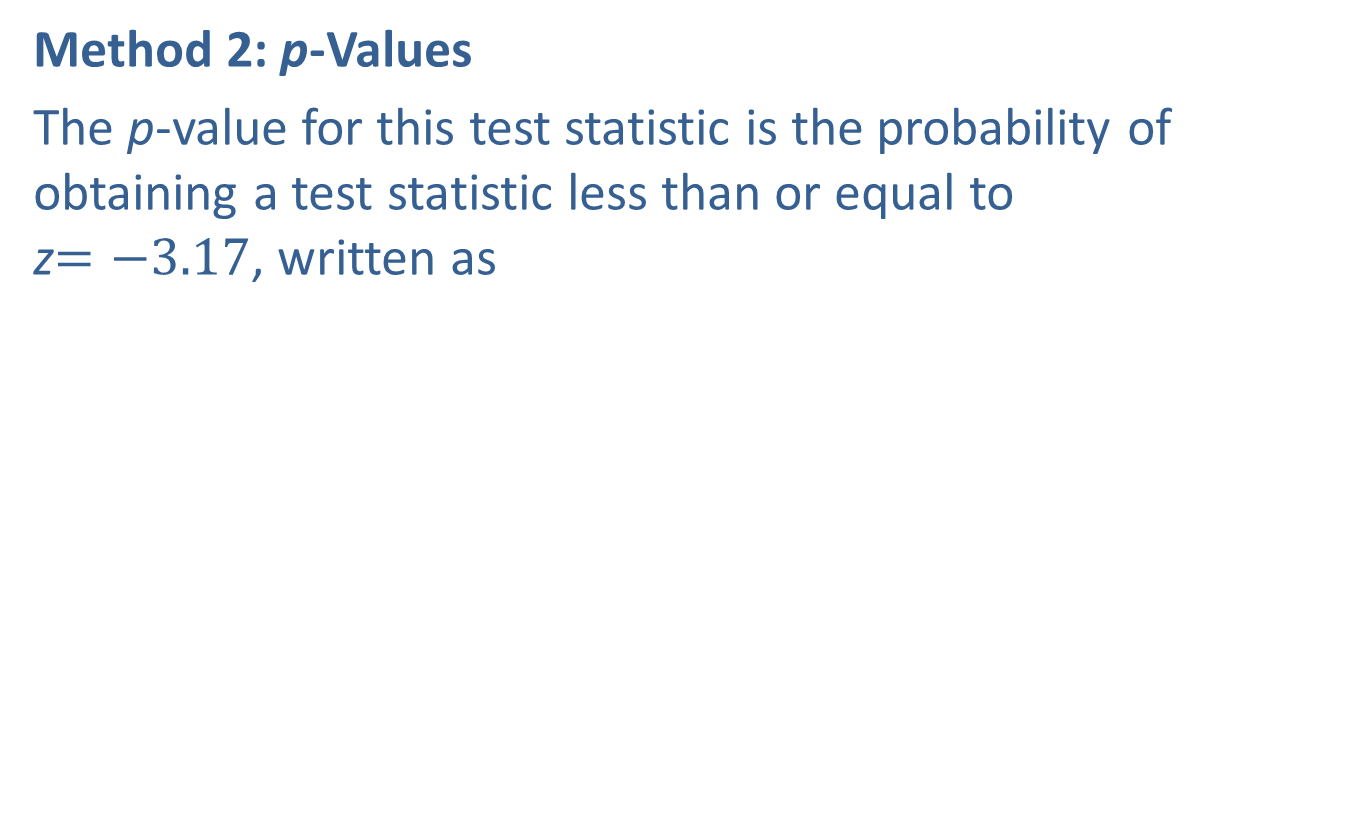 Method 2: p-Values
The p-value for this test statistic is the probability of
obtaining a test statistic less than or equal to
z= −3.17, written as